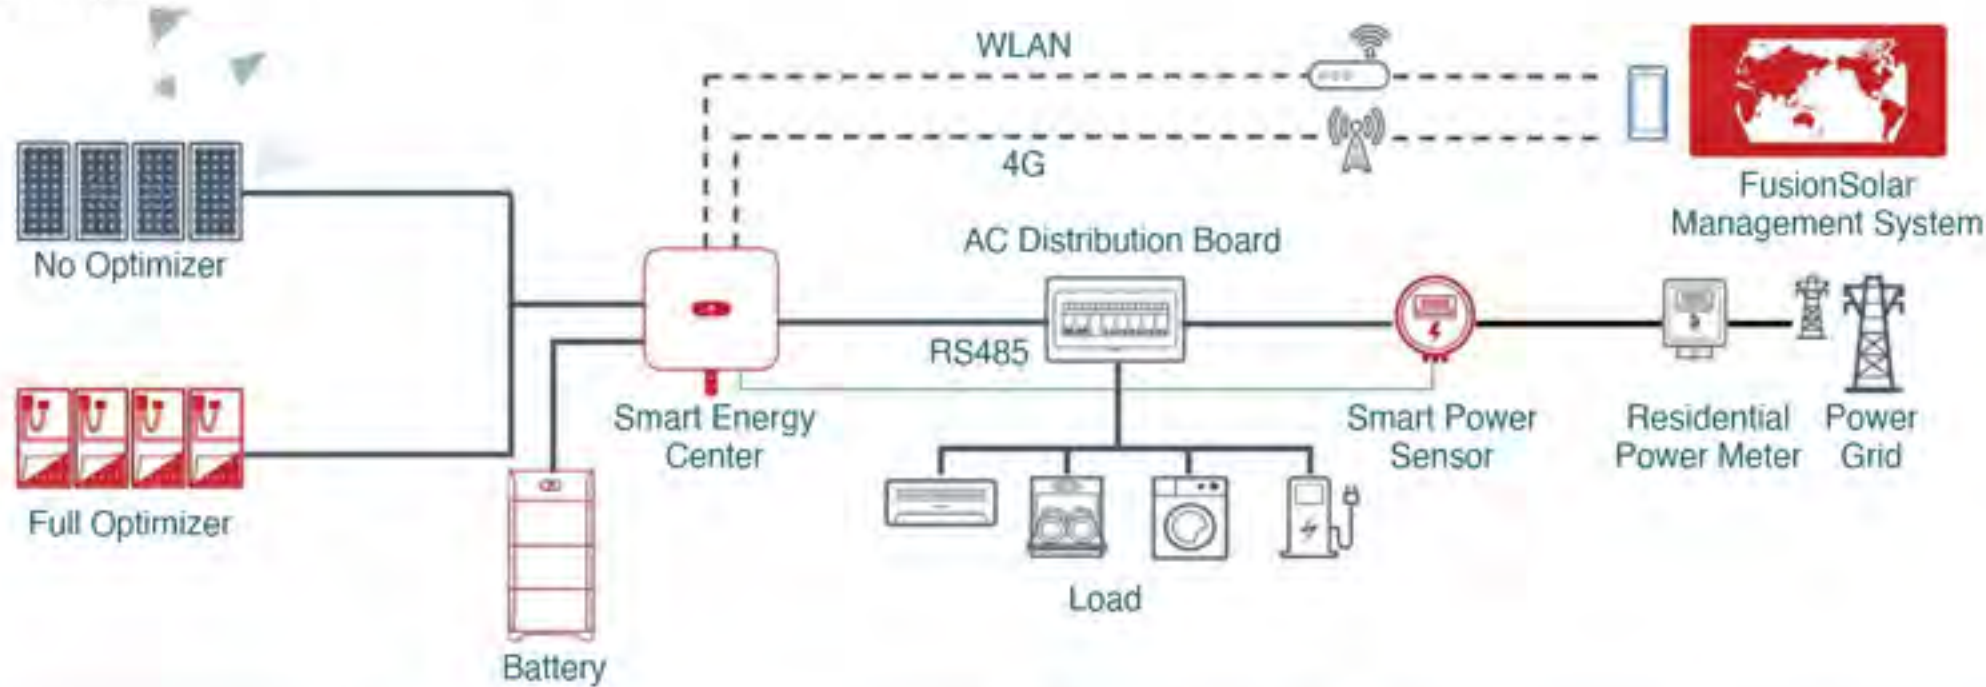 WLAN
4G
FusionSolar
Management System
No Optimizer
AC Distribution Board
RS485
Smart Energy
Center
Smart Power
Sensor
Residential
Power Meter
Power
Grid
Full Optimizer
Load
Battery